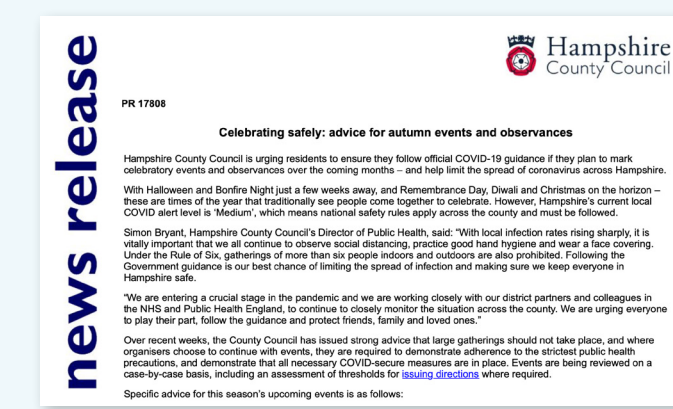 news release
Hampshire
County Council
PR 17808
Celebrating safely: advice for autumn events and observances
Hampshire County Council is urging residents to ensure they follow official COVID-19 guidance if they plan to mark
celebratory events and observances over the coming months – and help limit the spread of coronavirus across Hampshire.
With Halloween and Bonfire Night just a few weeks away, and Remembrance Day, Diwali and Christmas on the horizon –
these are times of the year that traditionally see people come together to celebrate. However, Hampshire's current local
COVID alert level is 'Medium', which means national safety rules apply across the county and must be followed.
Simon Bryant, Hampshire County Council's Director of Public Health, said: "With local infection rates rising sharply, it is
vitally important that we all continue to observe social distancing, practice good hand hygiene and wear a face covering.
Under the Rule of Six, gatherings of more than six people indoors and outdoors are also prohibited. Following the
Government guidance is our best chance of limiting the spread of infection and making sure we keep everyone in
Hampshire safe.
"We are entering a crucial stage in the pandemic and we are working closely with our district partners and colleagues in
the NHS and Public Health England, to continue to closely monitor the situation across the county. We are urging everyone
to play their part, follow the guidance and protect friends, family and loved ones."
Over recent weeks, the County Council has issued strong advice that large gatherings should not take place, and where
organisers choose to continue with events, they are required to demonstrate adherence to the strictest public health
precautions, and demonstrate that all necessary COVID-secure measures are in place. Events are being reviewed on a
case-by-case basis, including an assessment of thresholds for issuing directions where required.
Specific advice for this season's upcoming events is as follows: